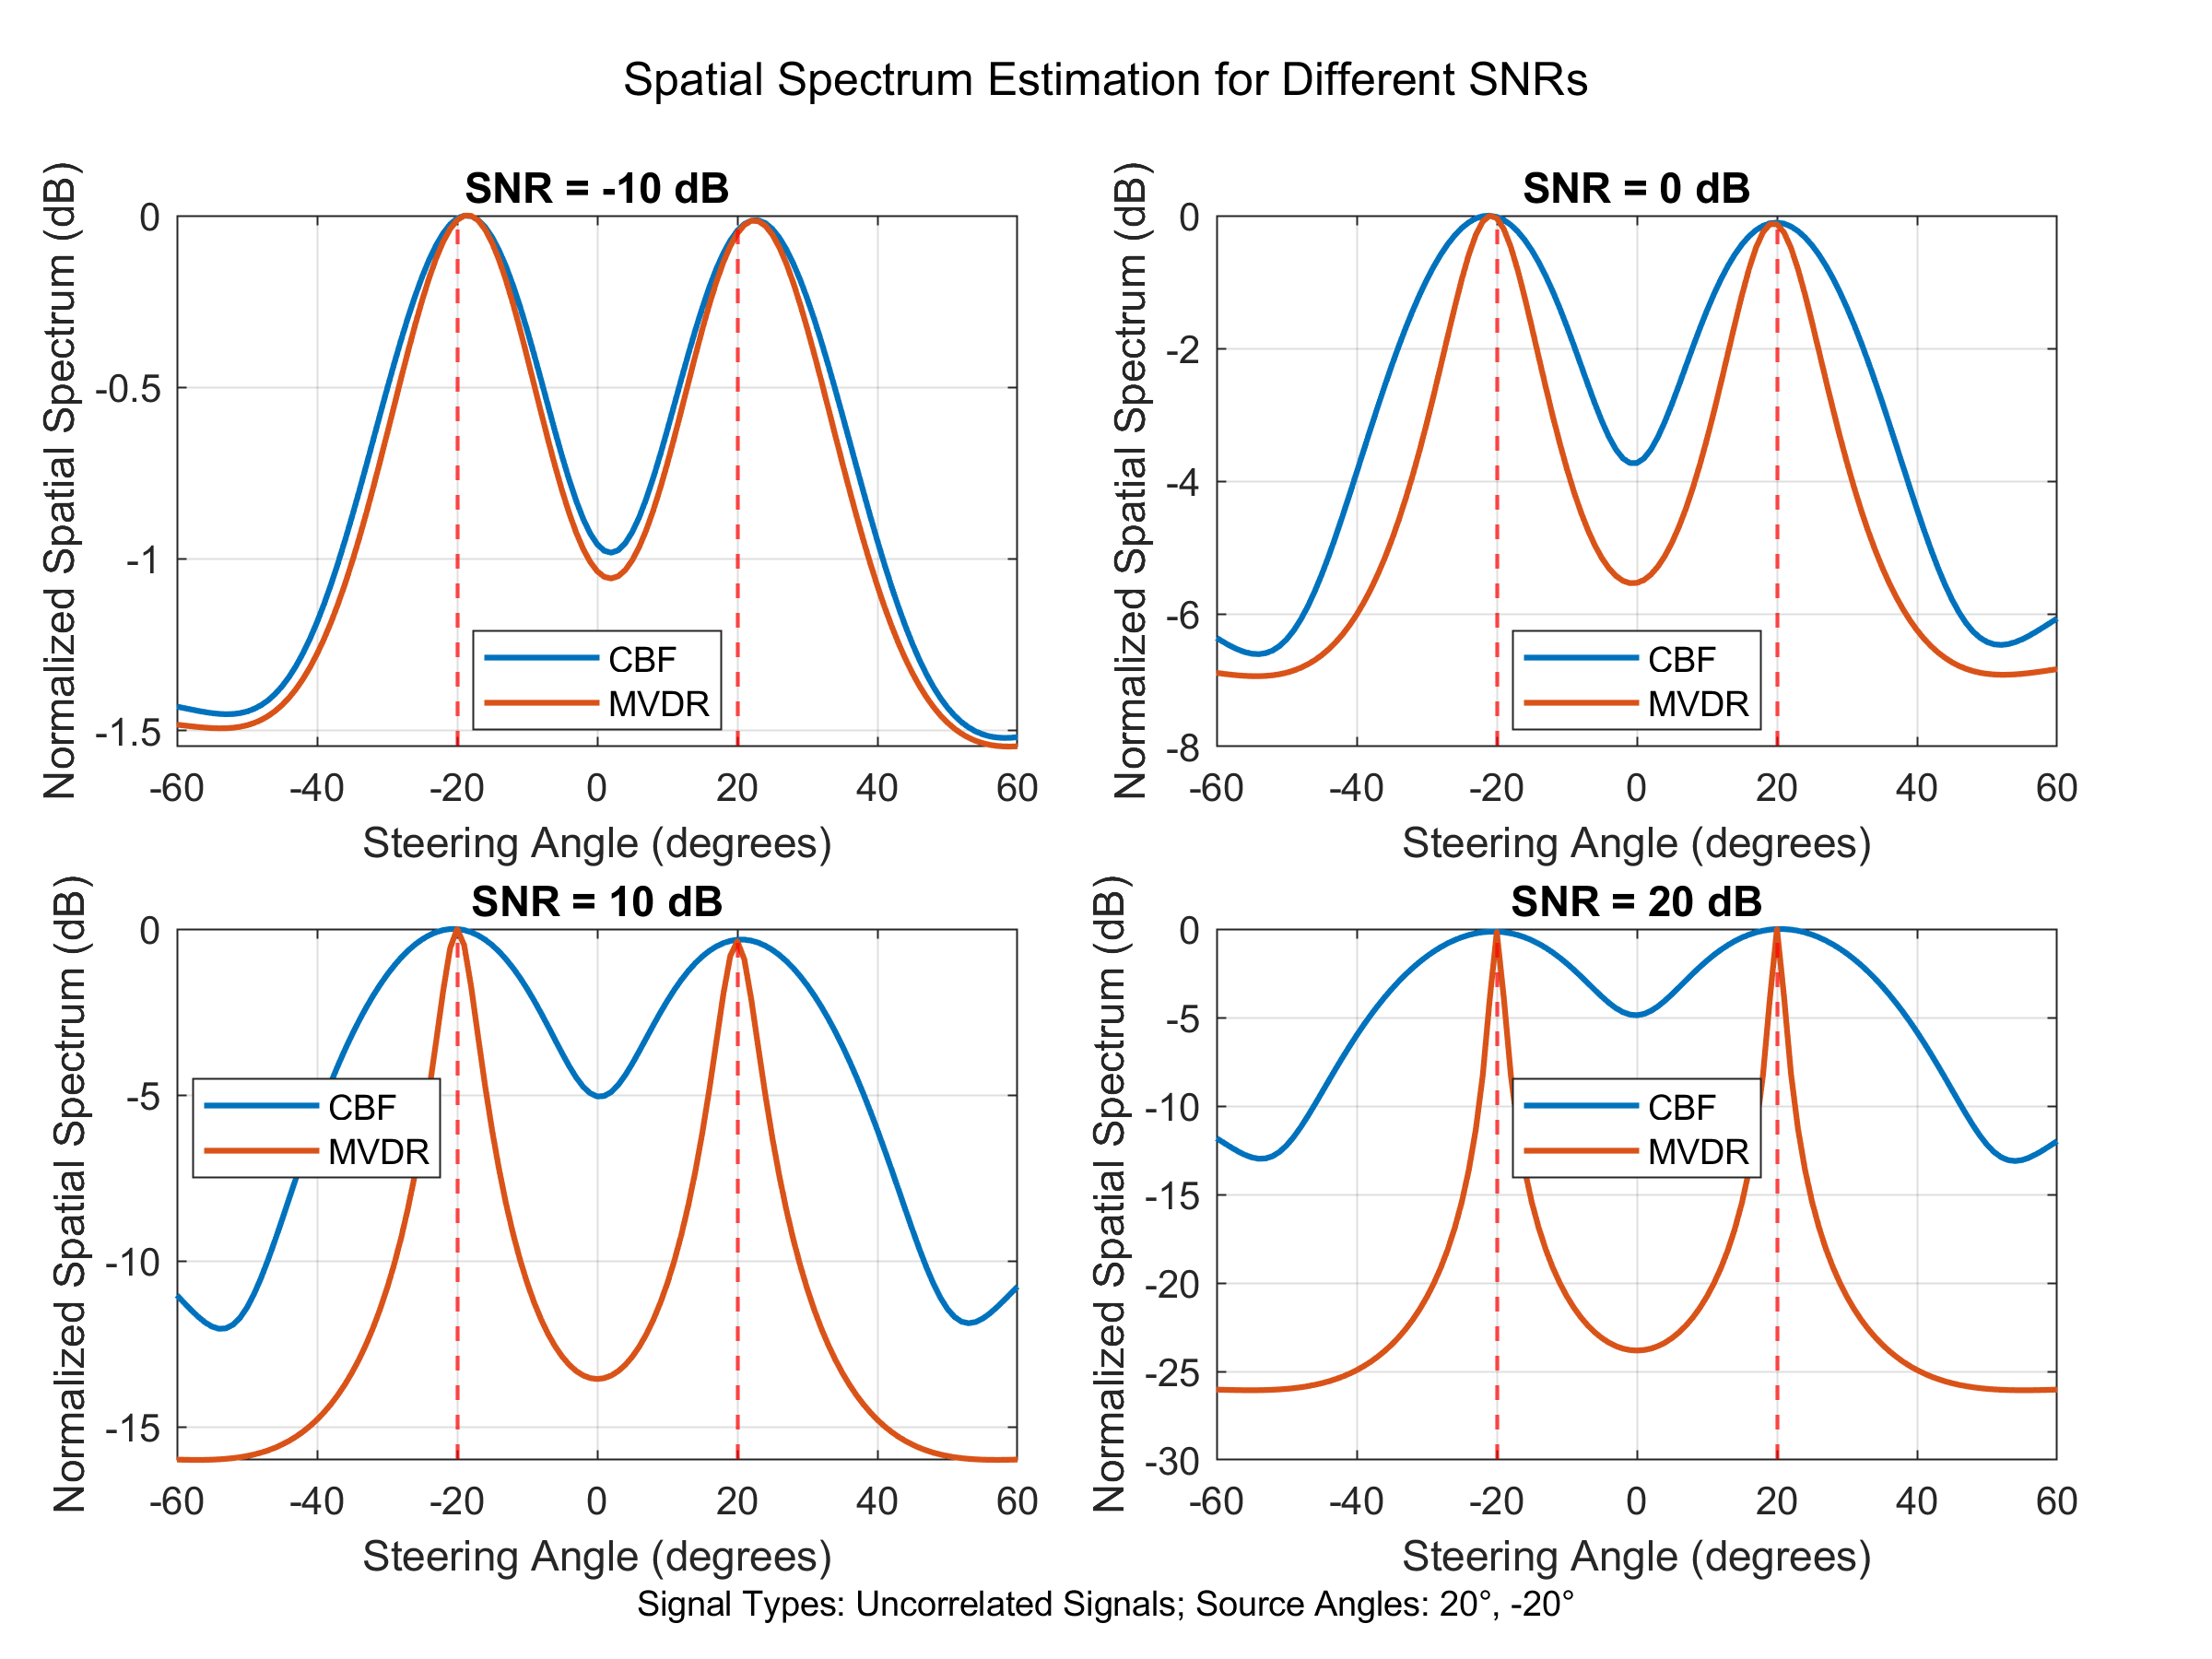 Spatial Spectrum Estimation for Different SNRs
SNR = -10 dB
Normalized Spatial Spectrum (dB)
0
-0.5
-1
-1.5
CBF
MVDR
-60 -40 -20 0 20 40 60
Steering Angle (degrees)
SNR = 0 dB
Normalized Spatial Spectrum (dB)
0
-2
-4
-6
-8
CBF
MVDR
-60 -40 -20 0 20 40 60
Steering Angle (degrees)
SNR = 10 dB
Normalized Spatial Spectrum (dB)
0
-5
-10
-15
CBF
MVDR
-60 -40 -20 0 20 40 60
Steering Angle (degrees)
SNR = 20 dB
Normalized Spatial Spectrum (dB)
0
-5
-10
-15
-20
-25
-30
CBF
MVDR
-60 -40 -20 0 20 40 60
Steering Angle (degrees)
Signal Types: Uncorrelated Signals; Source Angles: 20°, -20°